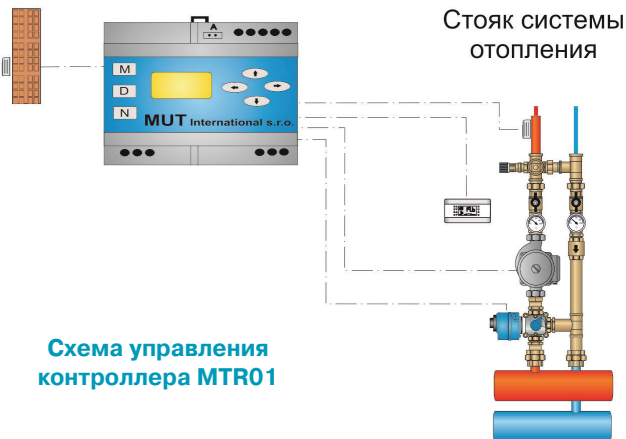 Стояк системы
отопления
A
M
D
N
MUT International s.r.o.
Схема управления
контроллера MTR01